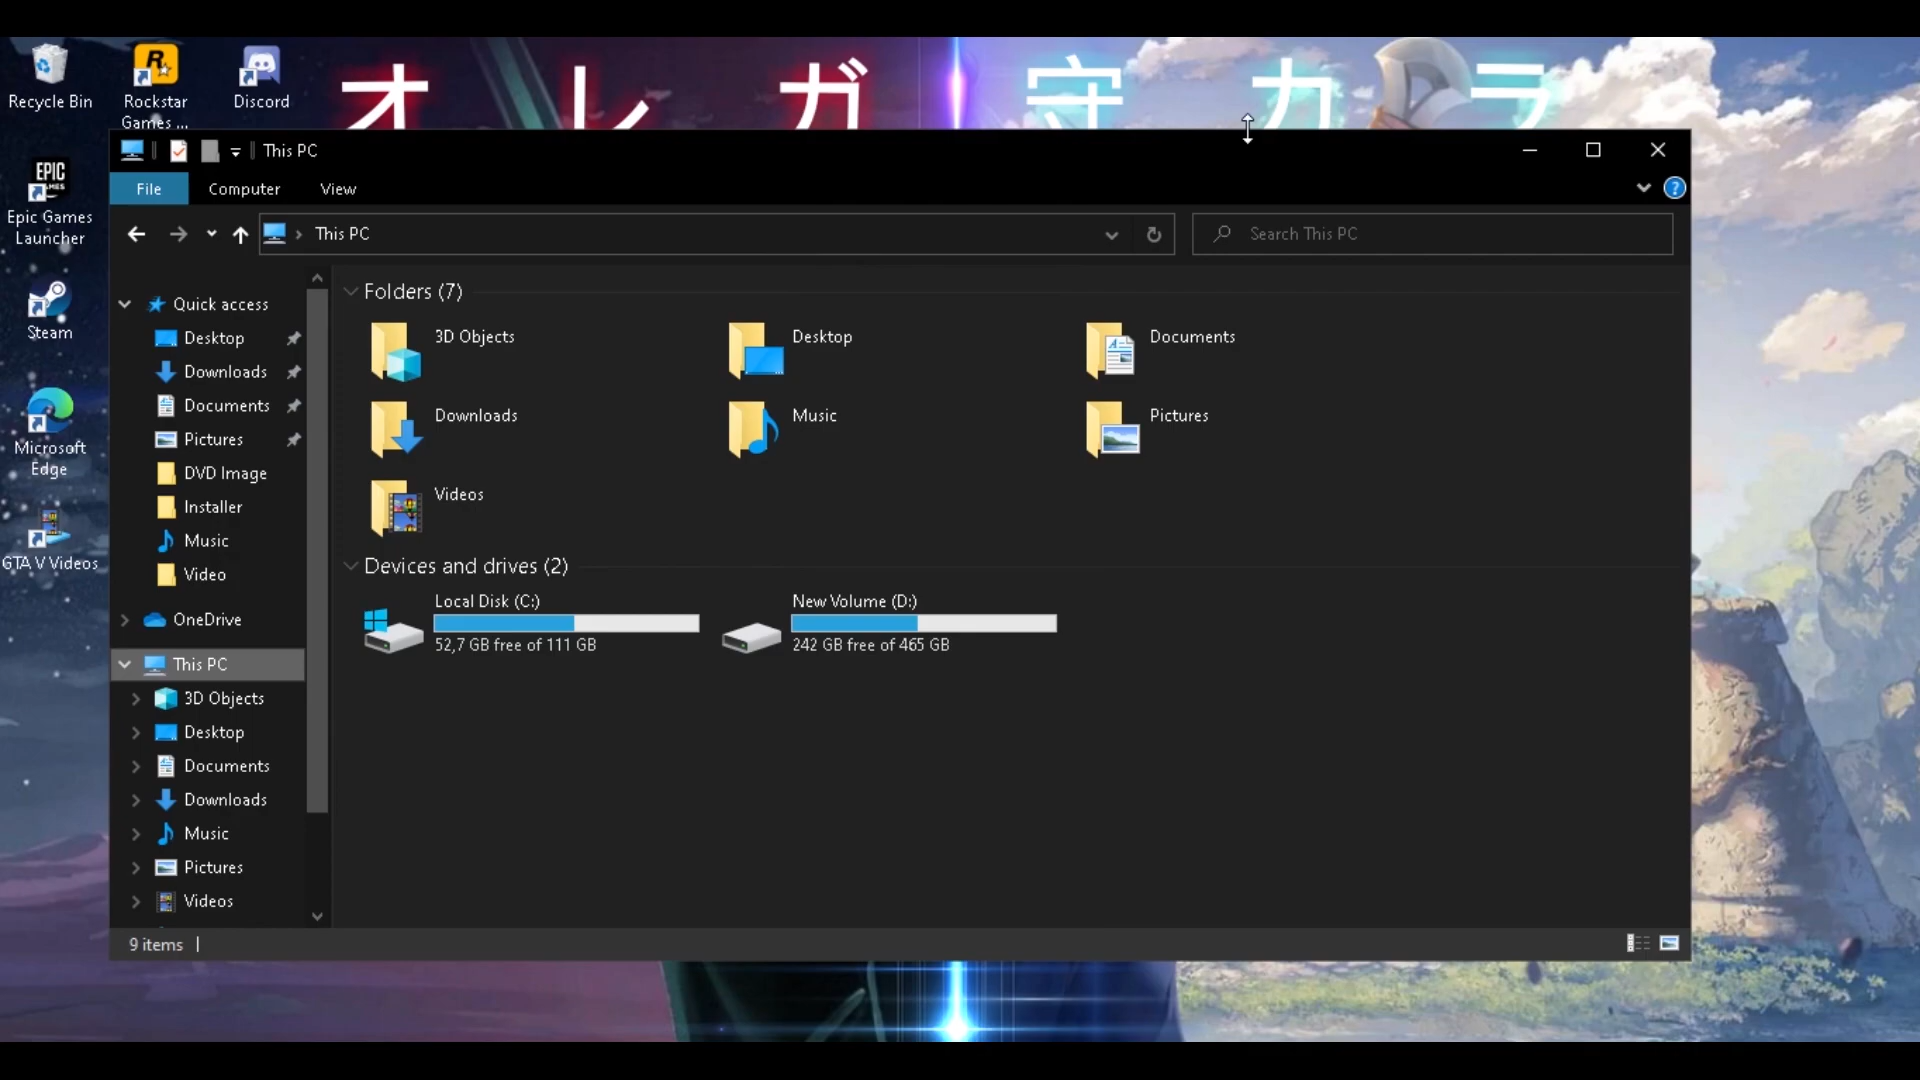 Recycle Bin
Rockstar
Games ...
Discord
オ レ ガ 守 カ ラ
EPIC
Epic Games
Launcher
Steam
Microsoft
Edge
GTA V Videos
This PC
File Computer View
This PC
Search This PC
Quick access
Desktop
Downloads
Documents
Pictures
DVD Image
Installer
Music
Video
OneDrive
This PC
3D Objects
Desktop
Documents
Downloads
Music
Pictures
Videos
Folders (7)
3D Objects
Desktop
Documents
Downloads
Music
Pictures
Videos
Devices and drives (2)
Local Disk (C:)
52,7 GB free of 111 GB
New Volume (D:)
242 GB free of 465 GB
9 items